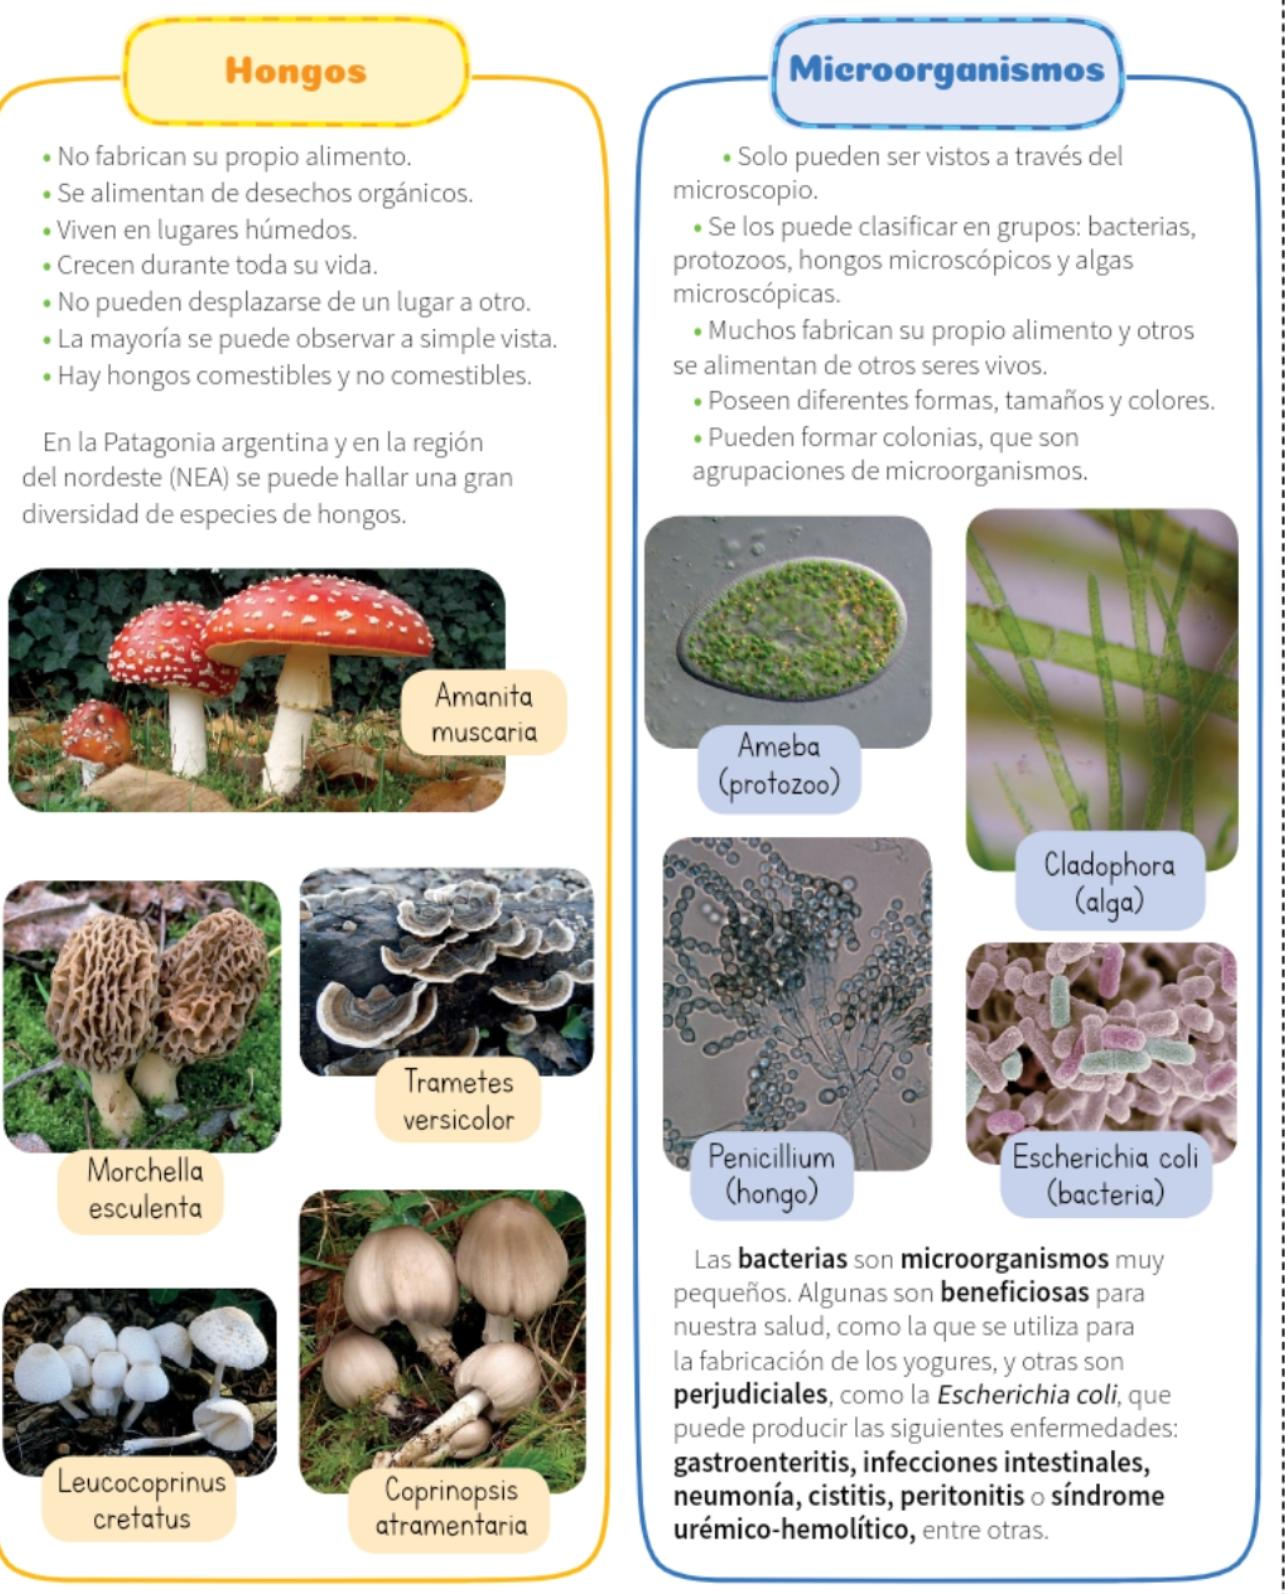 Hongos
• No fabrican su propio alimento.
• Se alimentan de desechos orgánicos.
• Viven en lugares húmedos.
• Crecen durante toda su vida.
• No pueden desplazarse de un lugar a otro.
• La mayoría se puede observar a simple vista.
• Hay hongos comestibles y no comestibles.
En la Patagonia argentina y en la región
del nordeste (NEA) se puede hallar una gran
diversidad de especies de hongos.
Amanita
muscaria
Morchella
esculenta
Trametes
versicolor
Leucocoprinus
cretatus
Coprinopsis
atramentaria
Microorganismos
• Solo pueden ser vistos a través del
microscopio.
• Se los puede clasificar en grupos: bacterias,
protozoos, hongos microscópicos y algas
microscópicas.
• Muchos fabrican su propio alimento y otros
se alimentan de otros seres vivos.
• Poseen diferentes formas, tamaños y colores.
• Pueden formar colonias, que son
agrupaciones de microorganismos.
Ameba
(protozoo)
Cladophora
(alga)
Penicillium
(hongo)
Escherichia coli
(bacteria)
Las bacterias son microorganismos muy
pequeños. Algunas son beneficiosas para
nuestra salud, como la que se utiliza para
la fabricación de los yogures, y otras son
perjudiciales, como la Escherichia coli, que
puede producir las siguientes enfermedades:
gastroenteritis, infecciones intestinales,
neumonía, cistitis, peritonitis o síndrome
urémico-hemolítico, entre otras.